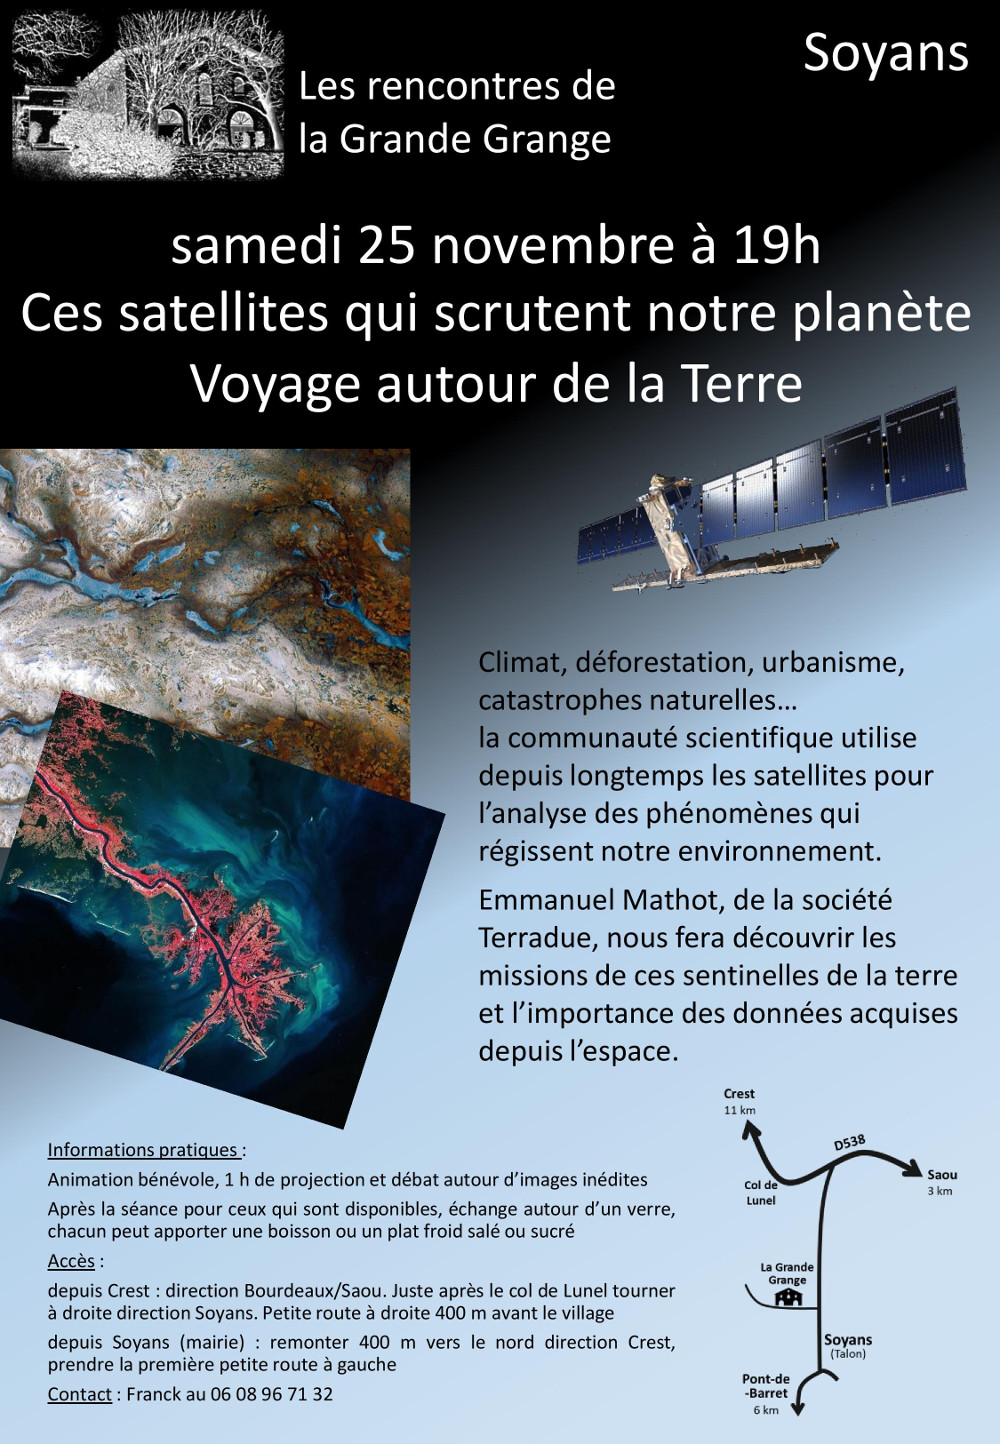 Soyans
Les rencontres de
la Grande Grange
samedi 25 novembre à 19h
Ces satellites qui scrutent notre planète
Voyage autour de la Terre
Climat, déforestation, urbanisme,
catastrophes naturelles...
la communauté scientifique utilise
depuis longtemps les satellites pour
l’analyse des phénomènes qui
régissent notre environnement.
Emmanuel Mathot, de la société
Terradue, nous fera découvrir les
missions de ces sentinelles de la terre
et l’importance des données acquises
depuis l’espace.
Informations pratiques :
Animation bénévole, 1 h de projection et débat autour d’images inédites
Après la séance pour ceux qui sont disponibles, échange autour d’un verre,
chacun peut apporter une boisson ou un plat froid salé ou sucré
Accès :
depuis Crest : direction Bourdeaux/Saou. Juste après le col de Lunel tourner
à droite direction Soyans. Petite route à droite 400 m avant le village
depuis Soyans (mairie) : remonter 400 m vers le nord direction Crest,
prendre la première petite route à gauche
Contact : Franck au 06 08 96 71 32
Crest
11 km
D538
Saou
3 km
Col de
Lunel
La Grande
Grange
Soyans
(Talon)
Pont-de
-Barret
6 km